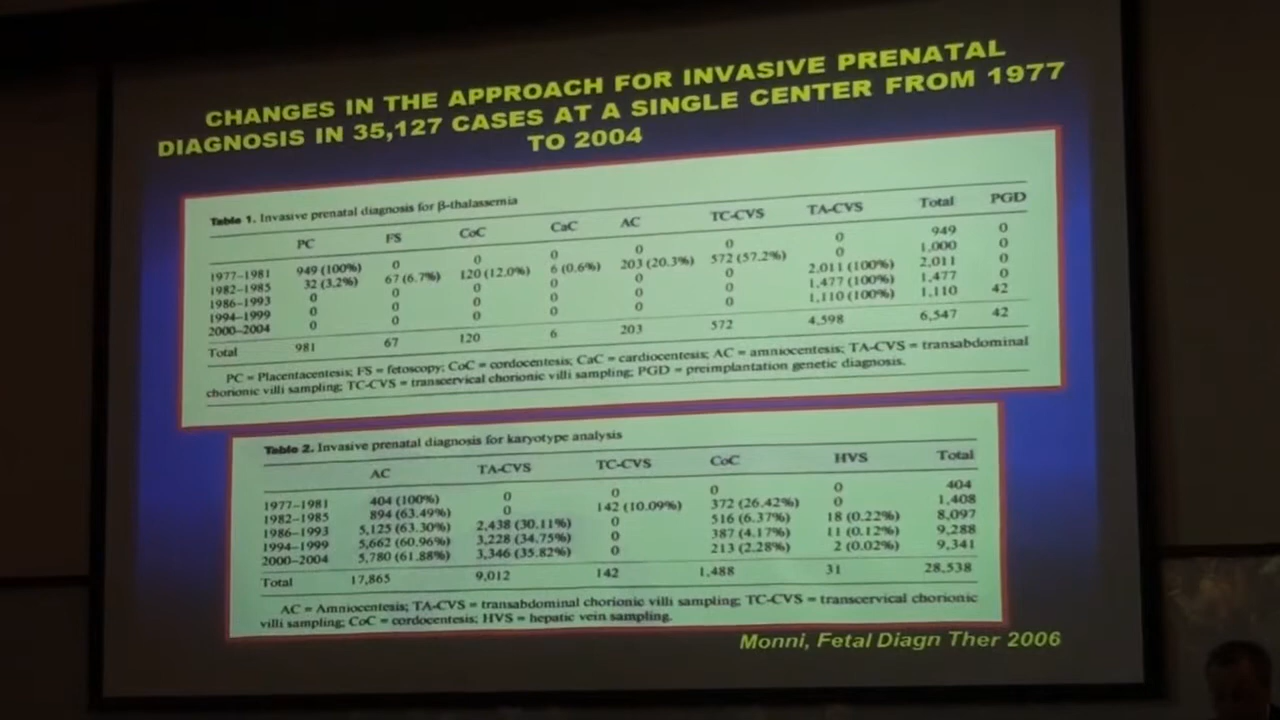 CHANGES IN THE APPROACH FOR INVASIVE PRENATAL
DIAGNOSIS IN 35,127 CASES AT A SINGLE CENTER FROM 1977
TO 2004
Table 1. Invasive prenatal diagnosis for β-thalassemia
PC FS CoC CaC AC TC-CVS TA-CVS Total PGD
1977–1981 949 (100%) 0 0 0 0 0 0 949 0
1982–1985 32 (3.2%) 67 (6.7%) 120 (12.0%) 6 (0.6%) 203 (20.3%) 572 (57.2%) 0 1,000 0
1986–1993 0 0 0 0 0 0 2,011 (100%) 2,011 0
1994–1999 0 0 0 0 0 0 1,477 (100%) 1,477 0
2000–2004 0 0 0 0 0 0 1,110 (100%) 1,110 42
Total 981 67 120 6 203 572 4,598 6,547 42
PC = Placentacentesis; FS = fetoscopy; CoC = cordocentesis; CaC = cardiocentesis; AC = amniocentesis; TA-CVS = transabdominal
chorionic villi sampling; TC-CVS = transcervical chorionic villi sampling; PGD = preimplantation genetic diagnosis.
Table 2. Invasive prenatal diagnosis for karyotype analysis
AC TA-CVS TC-CVS CoC HVS Total
1977–1981 404 (100%) 0 0 0 0 404
1982–1985 894 (63.49%) 0 142 (10.09%) 372 (26.42%) 0 1,408
1986–1993 5,125 (63.30%) 2,438 (30.11%) 0 516 (6.37%) 18 (0.22%) 8,097
1994–1999 5,662 (60.96%) 3,228 (34.75%) 0 387 (4.17%) 11 (0.12%) 9,288
2000–2004 5,780 (61.88%) 3,346 (35.82%) 0 213 (2.28%) 2 (0.02%) 9,341
Total 17,865 9,012 142 1,488 31 28,538
AC = Amniocentesis; TA-CVS = transabdominal chorionic villi sampling; TC-CVS = transcervical chorionic
villi sampling; CoC = cordocentesis; HVS = hepatic vein sampling.
Monni, Fetal Diagn Ther 2006